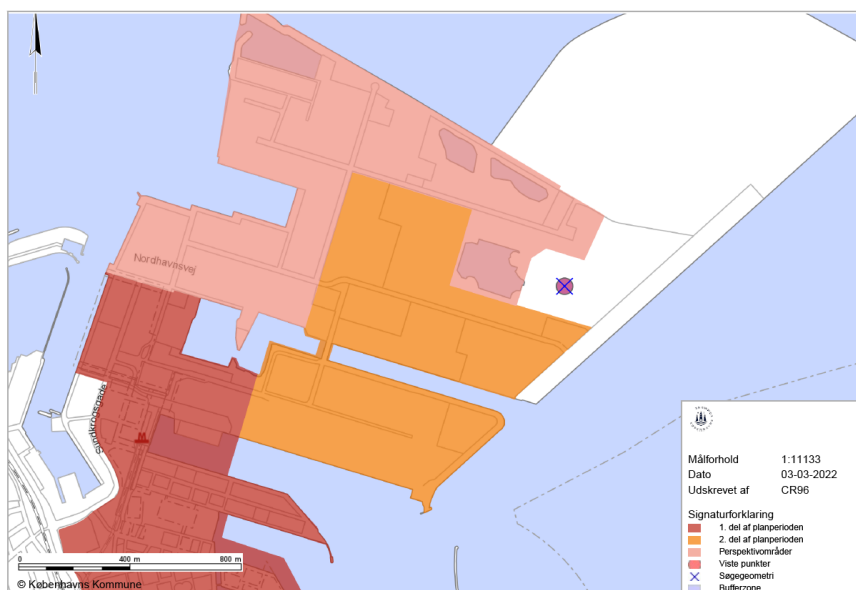 Nordhavnsvej
Sundkrogsgade
M
0 400 m 800 m
© Københavns Kommune
Målforhold 1:11133
Dato 03-03-2022
Udskrevet af CR96
Signaturforklaring
1. del af planperioden
2. del af planperioden
Perspektivområder
Viste punkter
Søgegeometri
Bufferzone